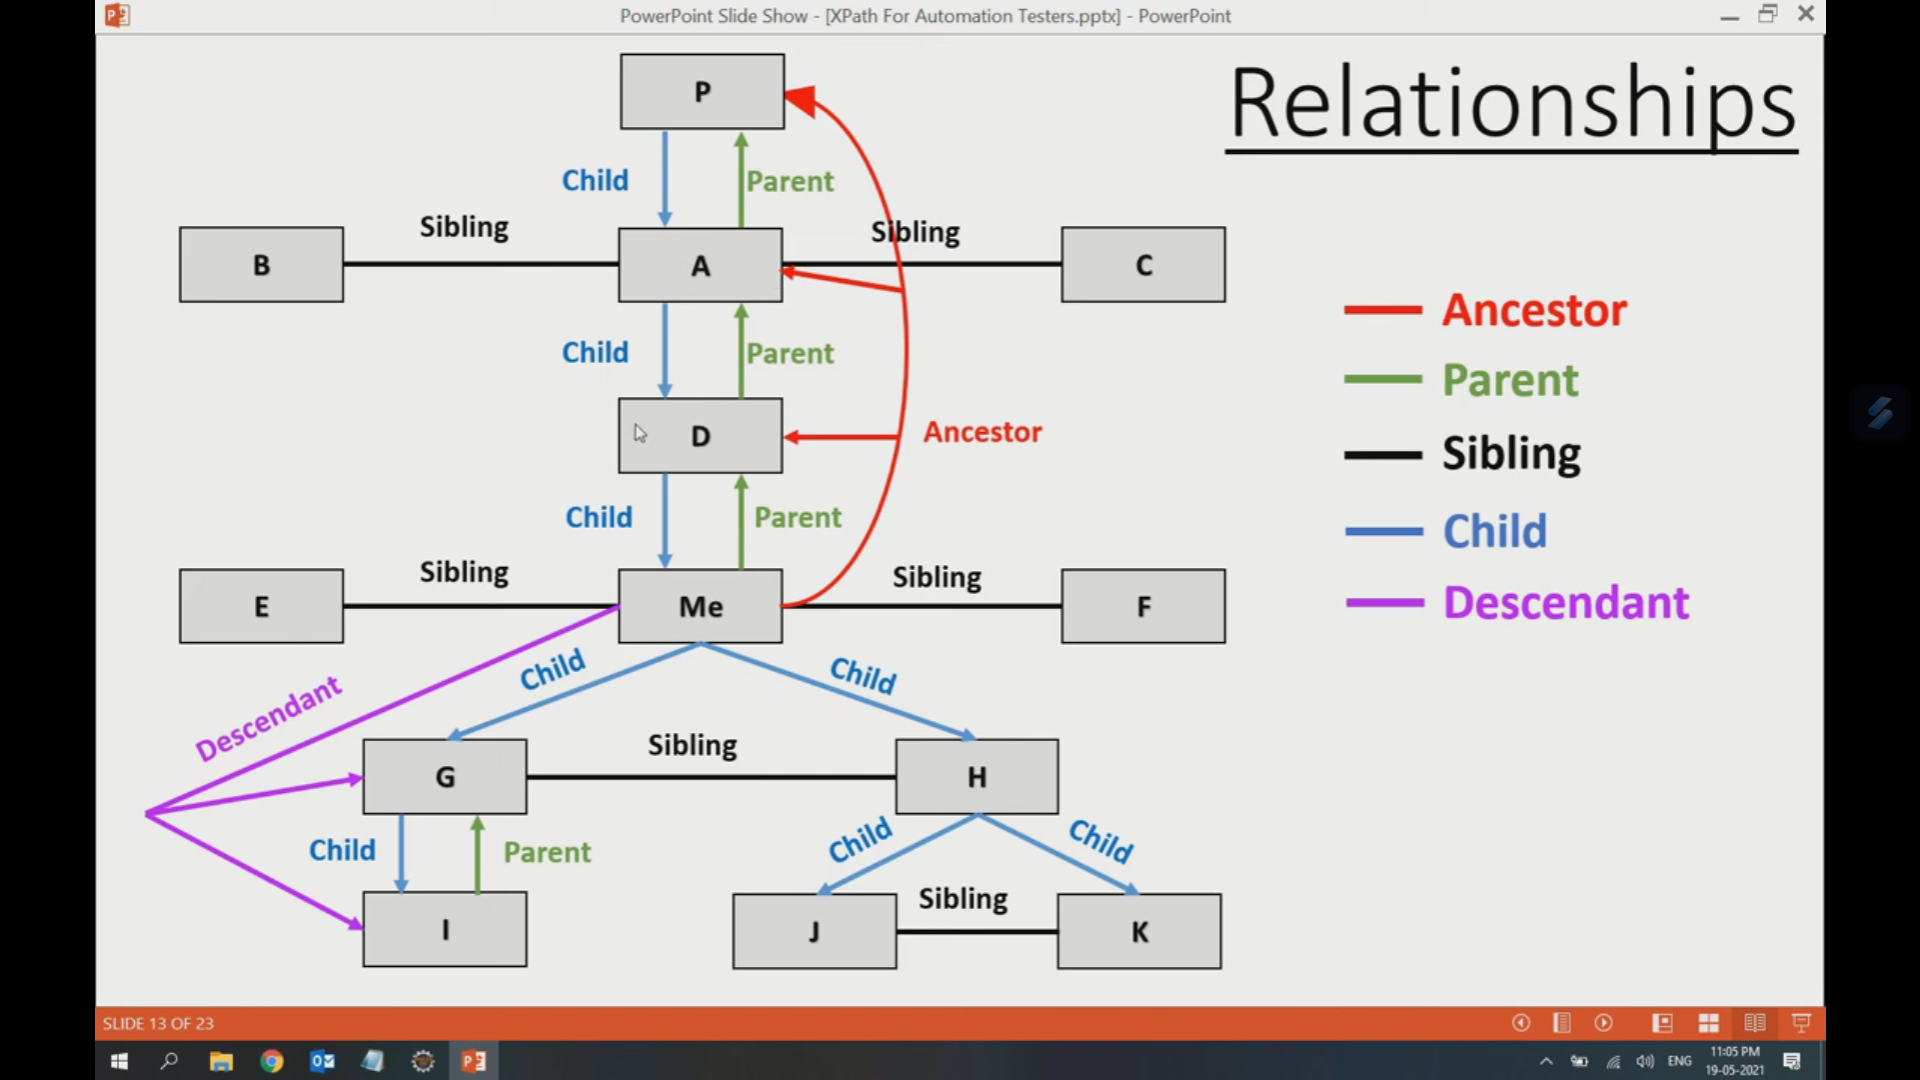 PowerPoint Slide Show - [XPath For Automation Testers.pptx] - PowerPoint
Relationships
P
Child
Parent
Sibling
Sibling
B
A
C
Child
Parent
D
Ancestor
Child
Parent
Sibling
Sibling
E
Me
F
Child
Child
Descendant
Sibling
G
H
Child
Parent
Child
Child
Sibling
I
J
K
Ancestor
Parent
Sibling
Child
Descendant
SLIDE 13 OF 23
ENG
11:05 PM
19-05-2021